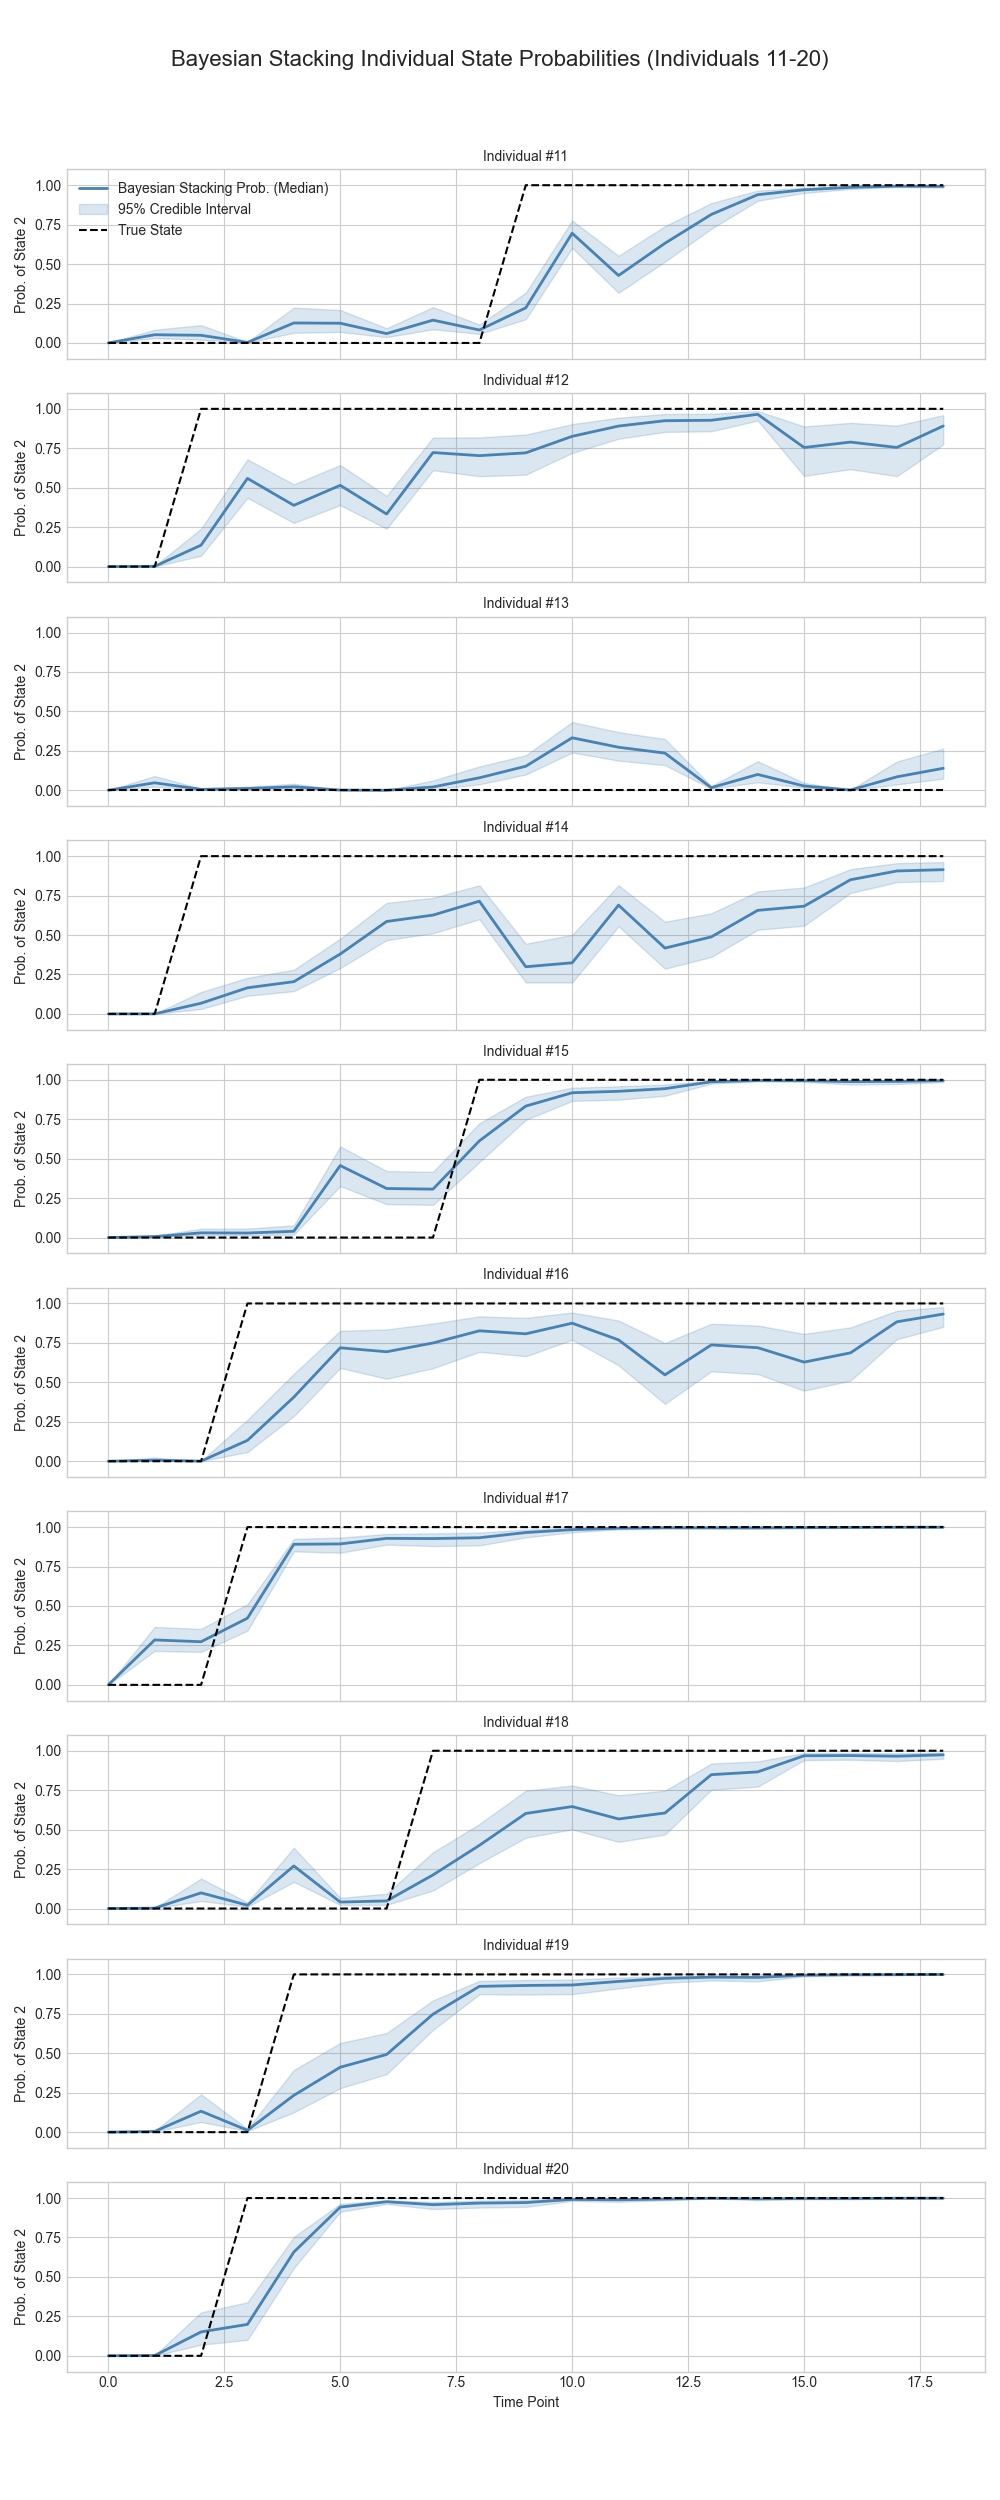 Bayesian Stacking Individual State Probabilities (Individuals 11-20)
Individual #11
Bayesian Stacking Prob. (Median)
95% Credible Interval
True State
Prob. of State 2
1.00
0.75
0.50
0.25
0.00
Individual #12
Prob. of State 2
1.00
0.75
0.50
0.25
0.00
Individual #13
Prob. of State 2
1.00
0.75
0.50
0.25
0.00
Individual #14
Prob. of State 2
1.00
0.75
0.50
0.25
0.00
Individual #15
Prob. of State 2
1.00
0.75
0.50
0.25
0.00
Individual #16
Prob. of State 2
1.00
0.75
0.50
0.25
0.00
Individual #17
Prob. of State 2
1.00
0.75
0.50
0.25
0.00
Individual #18
Prob. of State 2
1.00
0.75
0.50
0.25
0.00
Individual #19
Prob. of State 2
1.00
0.75
0.50
0.25
0.00
Individual #20
Prob. of State 2
1.00
0.75
0.50
0.25
0.00
0.0 2.5 5.0 7.5 10.0 12.5 15.0 17.5
Time Point